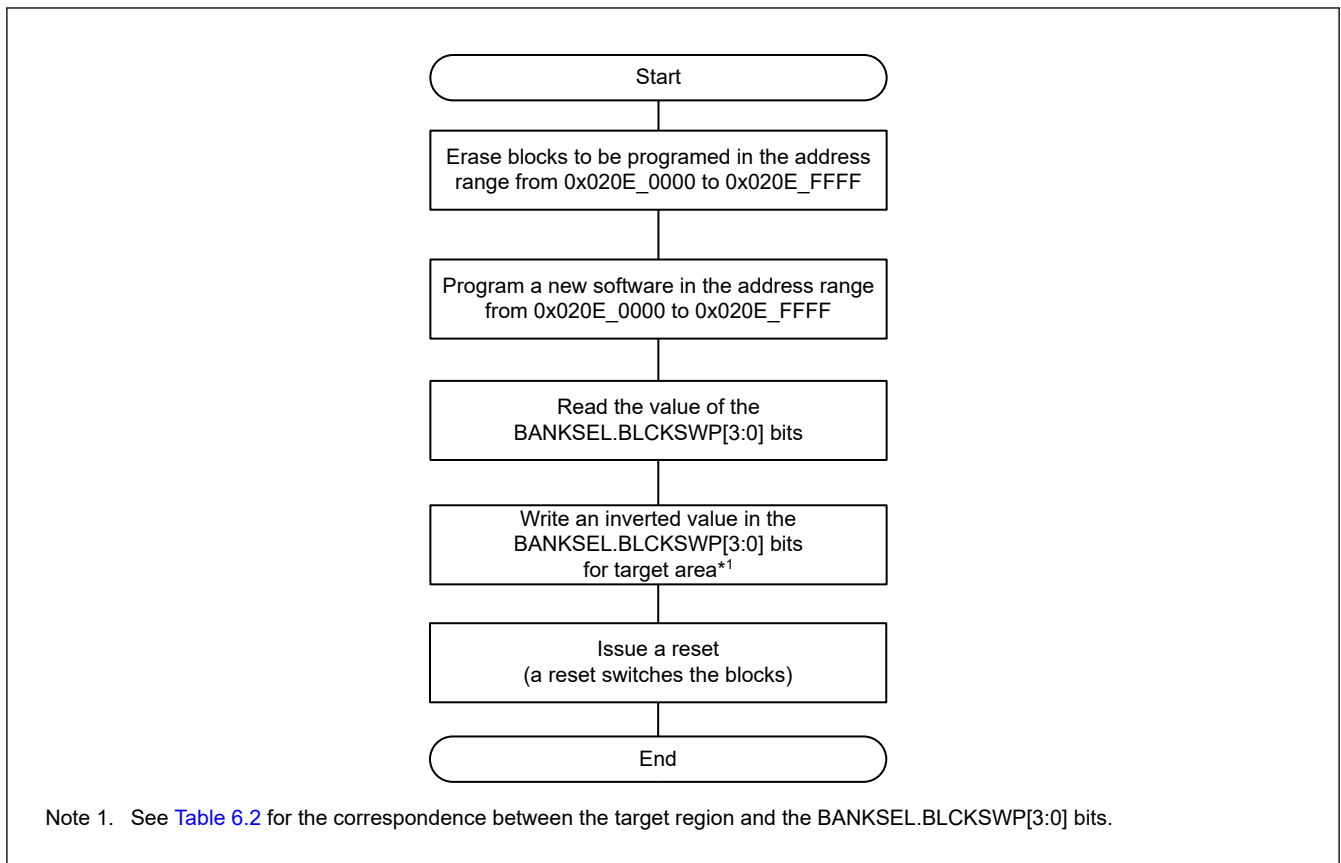 Start
Erase blocks to be programed in the address
range from 0x020E_0000 to 0x020E_FFFF
Program a new software in the address range
from 0x020E_0000 to 0x020E_FFFF
Read the value of the
BANKSEL.BLCKSWP[3:0] bits
Write an inverted value in the
BANKSEL.BLCKSWP[3:0] bits
for target area*1
Issue a reset
(a reset switches the blocks)
End
Note 1. See Table 6.2 for the correspondence between the target region and the BANKSEL.BLCKSWP[3:0] bits.